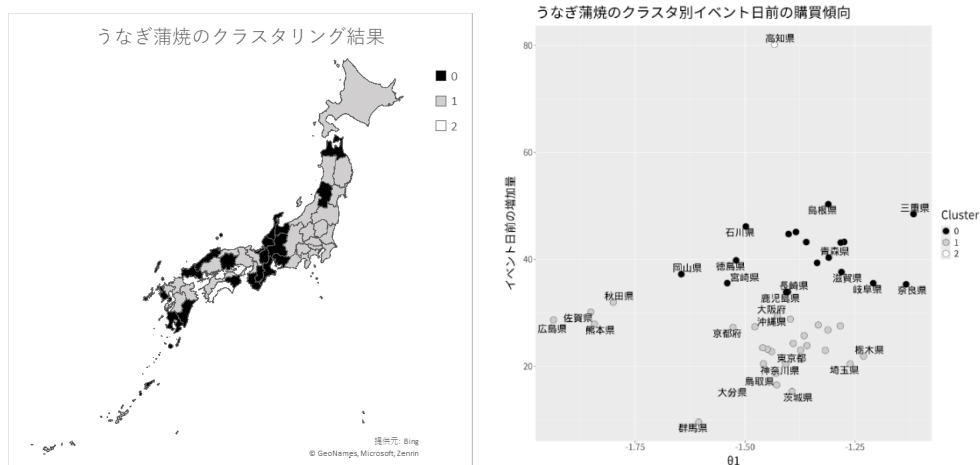 うなぎ蒲焼のクラスタリング結果
0
1
2
提供元: Bing
© GeoNames, Microsoft, Zenrin
うなぎ蒲焼のクラスタ別イベント日前の購買傾向
イベント日前の増加量
80
60
40
20
高知県
島根県
三重県
石川県
青森県
徳島県
岡山県
宮崎県
滋賀県
長崎県
岐阜県
奈良県
鹿児島県
秋田県
大阪府
佐賀県
沖縄県
広島県
熊本県
京都府
東京都
栃木県
神奈川県
埼玉県
鳥取県
大分県
茨城県
群馬県
-1.75
-1.50
-1.25
θ1
Cluster
0
1
2